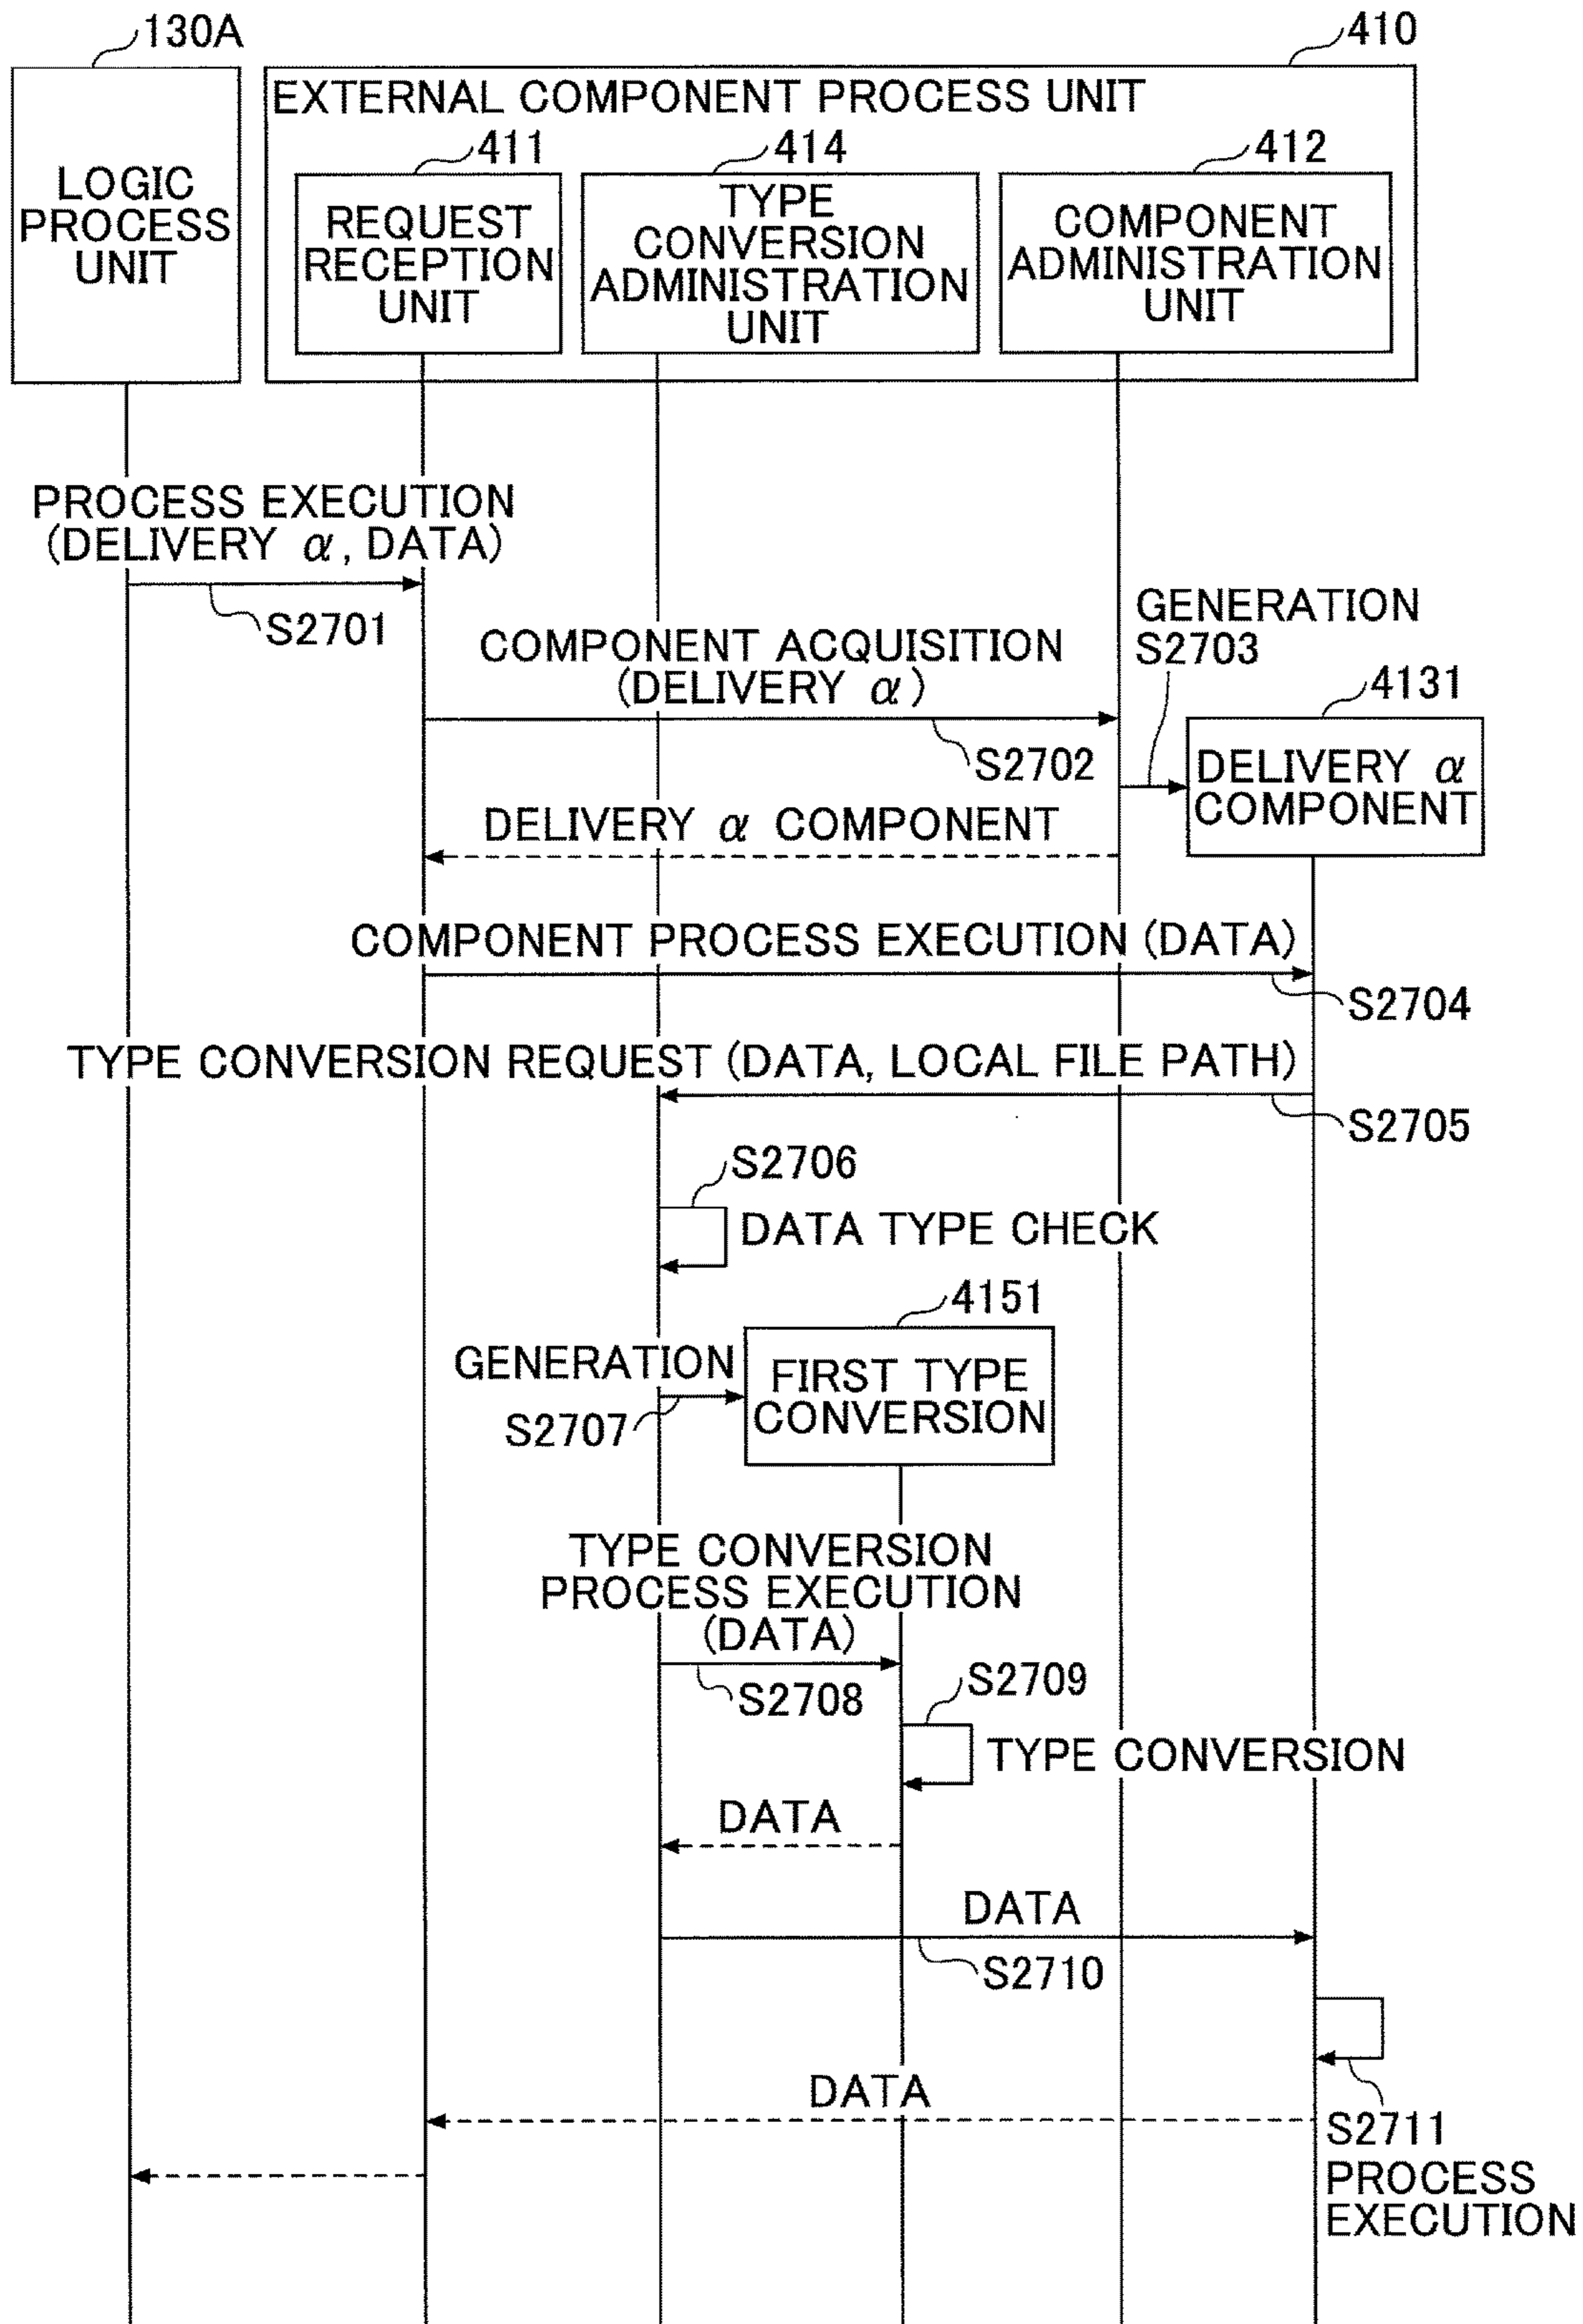 130A
410
EXTERNAL COMPONENT PROCESS UNIT
LOGIC
PROCESS
UNIT
411
REQUEST
RECEPTION
UNIT
414
TYPE
CONVERSION
ADMINISTRATION
UNIT
412
COMPONENT
ADMINISTRATION
UNIT
PROCESS EXECUTION
(DELIVERY α, DATA)
S2701
COMPONENT ACQUISITION
(DELIVERY α)
S2702
GENERATION
S2703
4131
DELIVERY α
COMPONENT
DELIVERY α COMPONENT
COMPONENT PROCESS EXECUTION (DATA)
S2704
TYPE CONVERSION REQUEST (DATA, LOCAL FILE PATH)
S2705
S2706
DATA TYPE CHECK
4151
GENERATION
S2707
FIRST TYPE
CONVERSION
TYPE CONVERSION
PROCESS EXECUTION
(DATA)
S2708
S2709
TYPE CONVERSION
DATA
DATA
S2710
DATA
S2711
PROCESS
EXECUTION